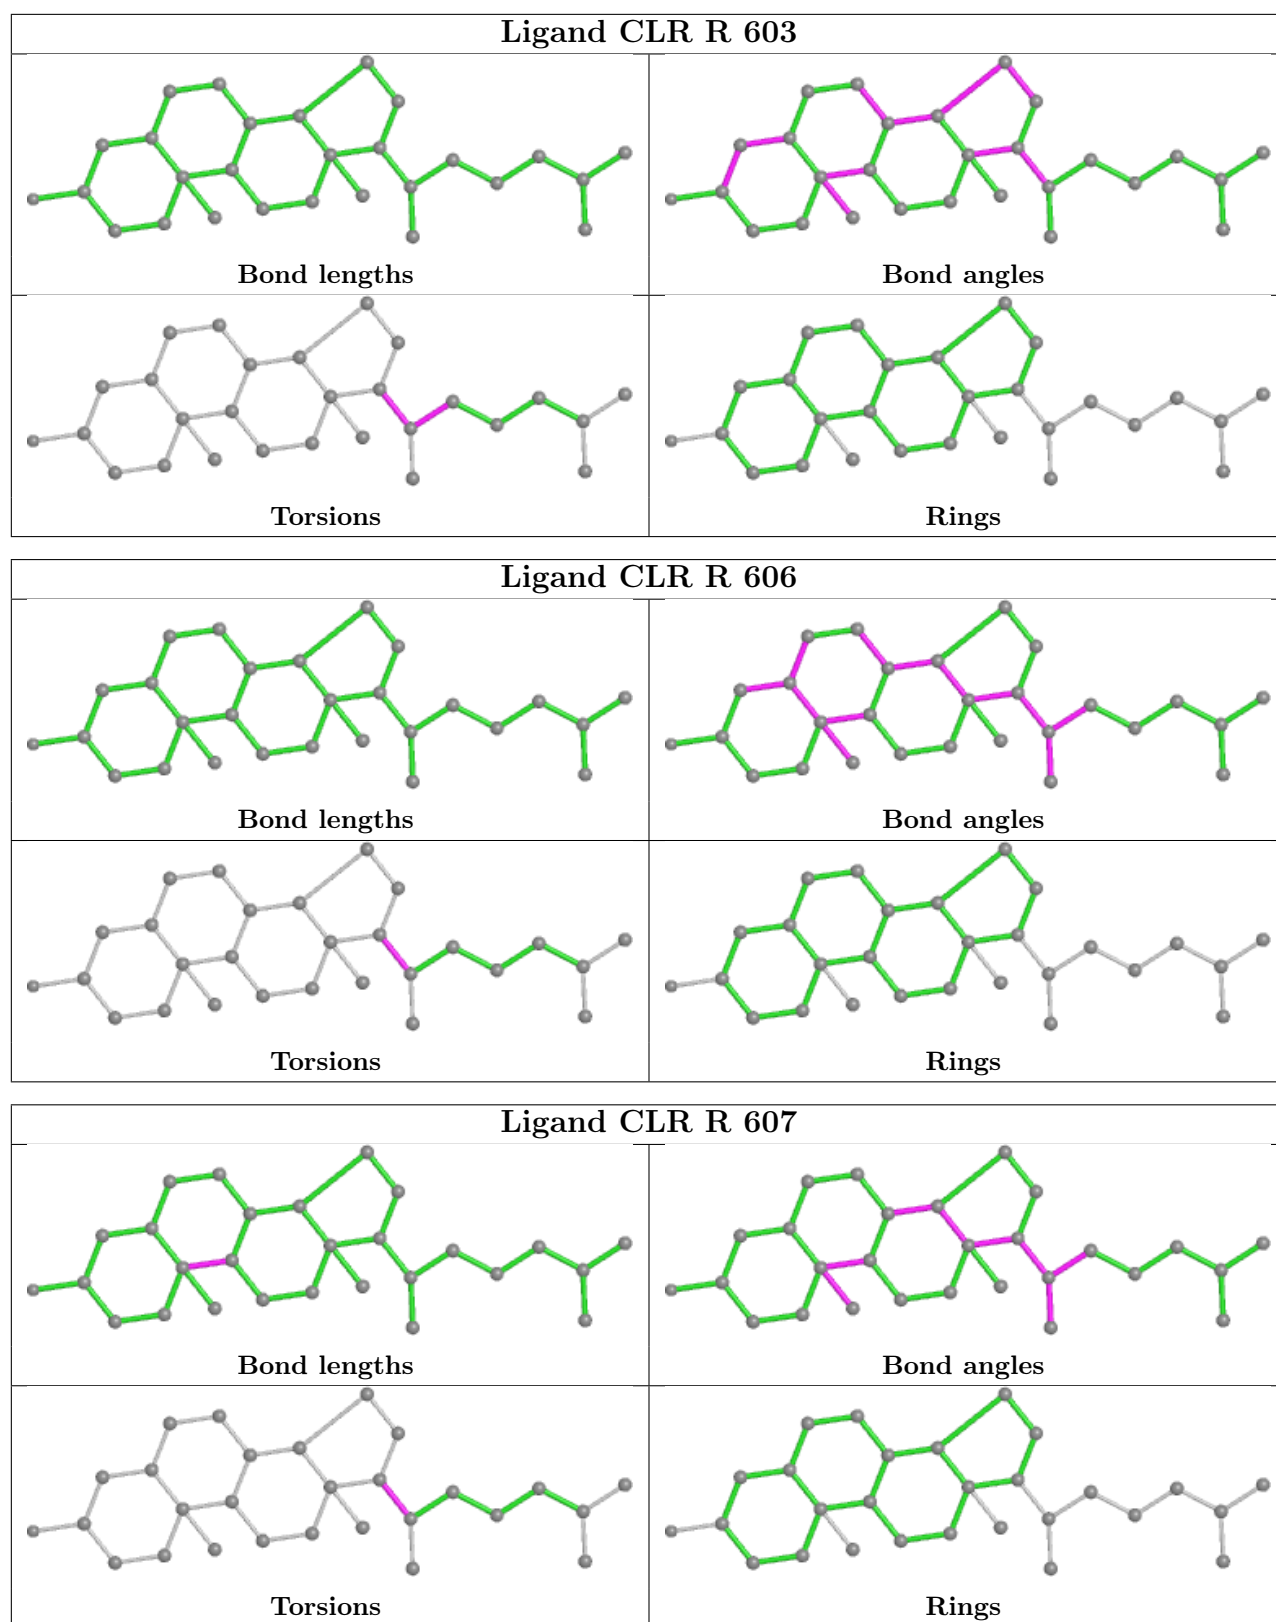 Ligand CLR R 603
Bond lengths
Bond angles
Torsions
Rings
Ligand CLR R 606
Bond lengths
Bond angles
Torsions
Rings
Ligand CLR R 607
Bond lengths
Bond angles
Torsions
Rings